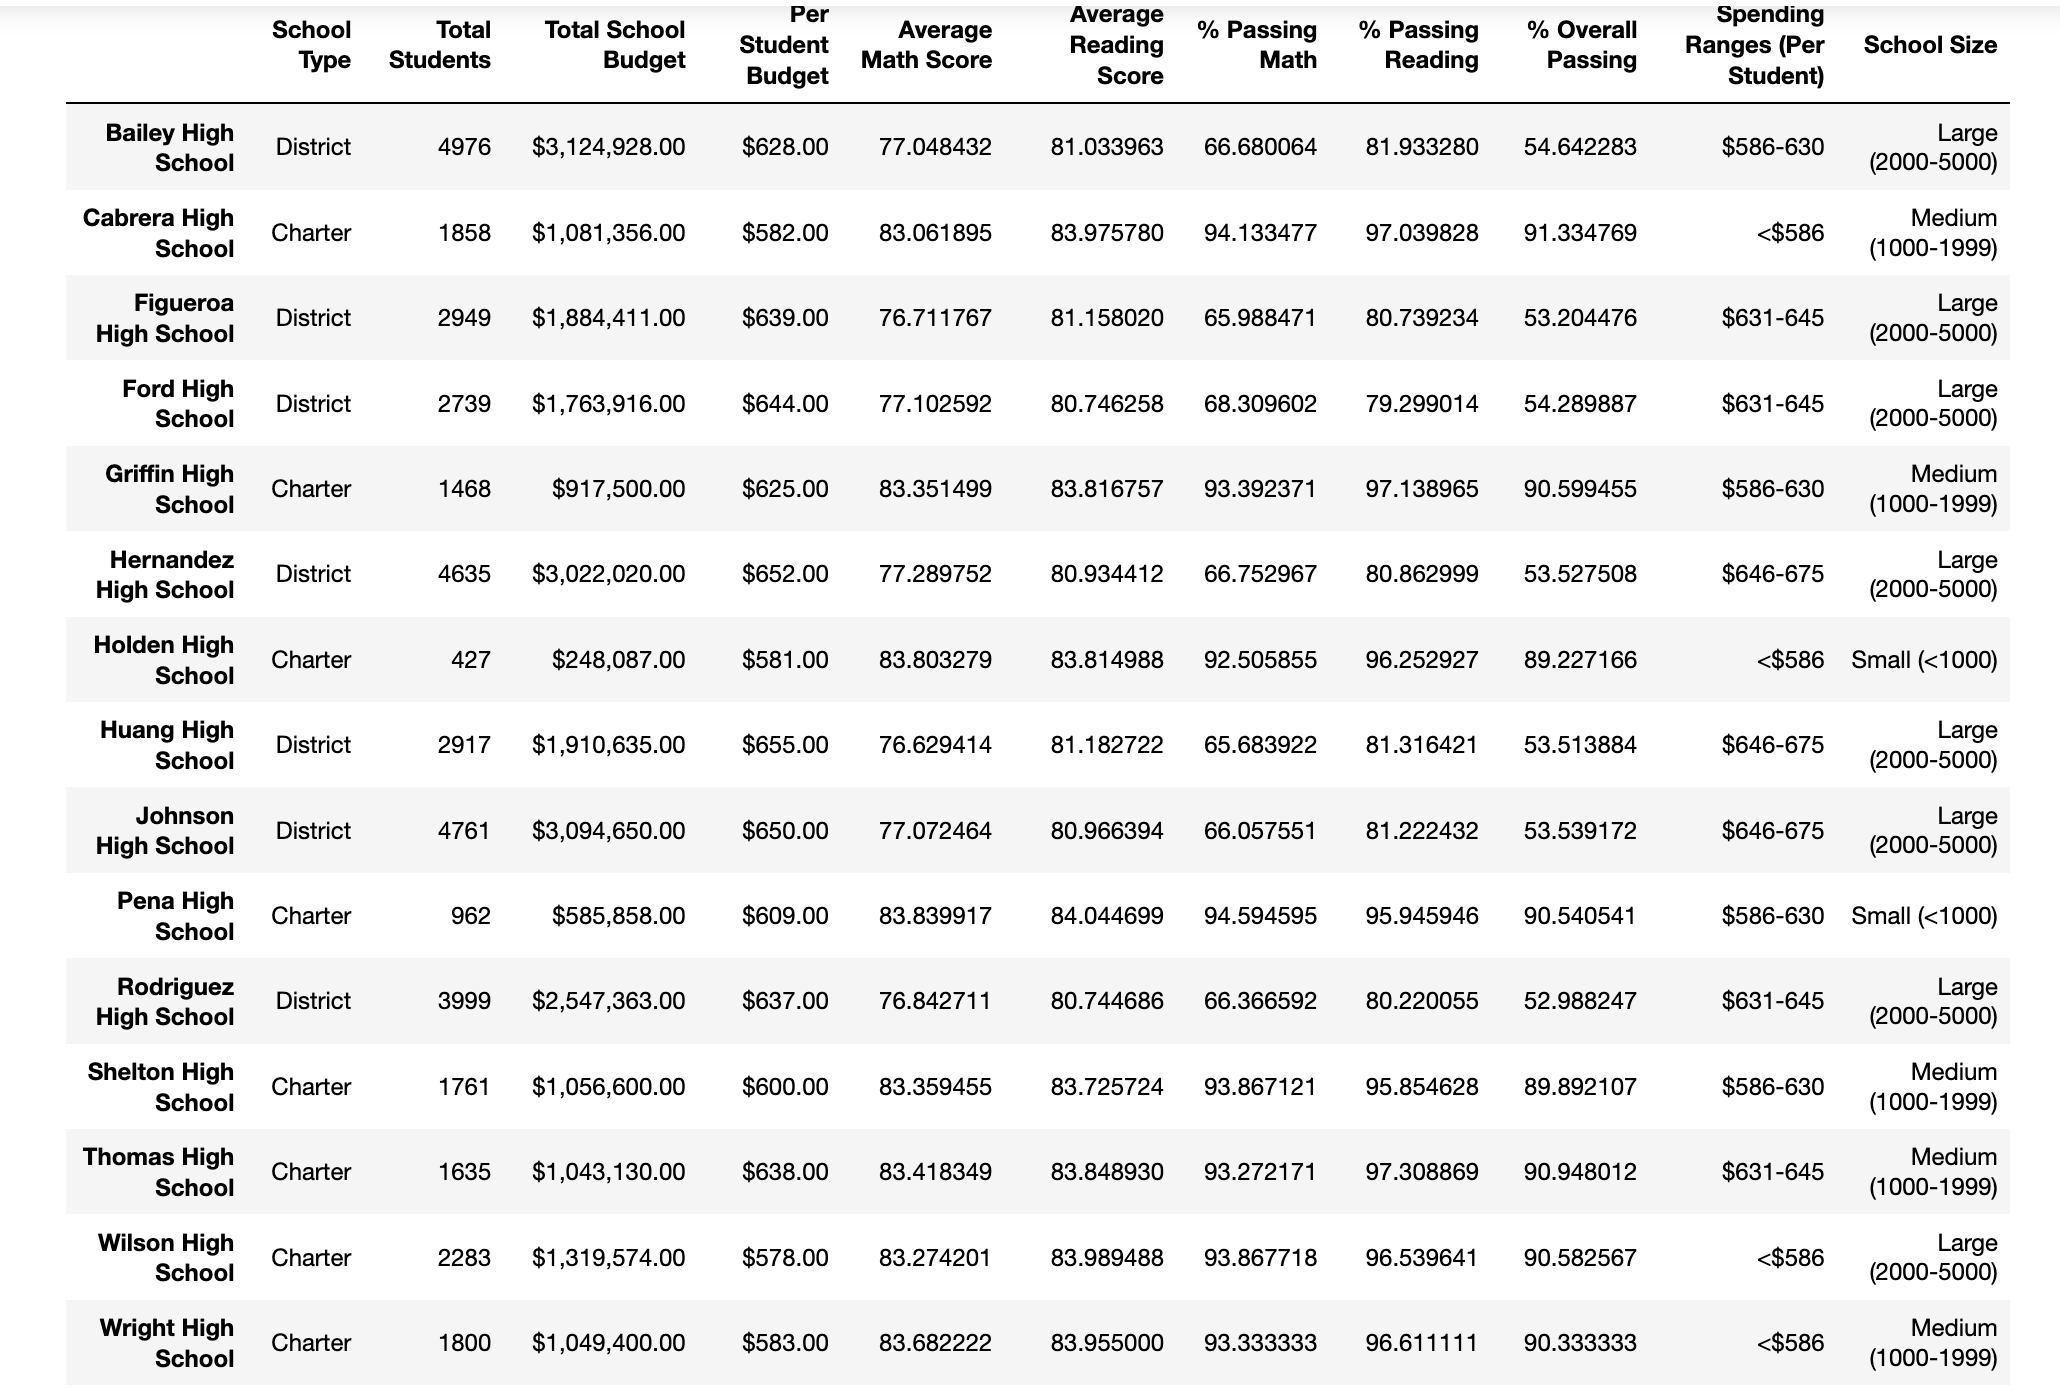 School Type Total Students Total School Budget Per Student Budget Average Math Score Average Reading Score % Passing Math % Passing Reading % Overall Passing Spending Ranges (Per Student) School Size
Bailey High School District 4976 $3,124,928.00 $628.00 77.048432 81.033963 66.680064 81.933280 54.642283 $586-630 Large (2000-5000)
Cabrera High School Charter 1858 $1,081,356.00 $582.00 83.061895 83.975780 94.133477 97.039828 91.334769 <$586 Medium (1000-1999)
Figueroa High School District 2949 $1,884,411.00 $639.00 76.711767 81.158020 65.988471 80.739234 53.204476 $631-645 Large (2000-5000)
Ford High School District 2739 $1,763,916.00 $644.00 77.102592 80.746258 68.309602 79.299014 54.289887 $631-645 Large (2000-5000)
Griffin High School Charter 1468 $917,500.00 $625.00 83.351499 83.816757 93.392371 97.138965 90.599455 $586-630 Medium (1000-1999)
Hernandez High School District 4635 $3,022,020.00 $652.00 77.289752 80.934412 66.752967 80.862999 53.527508 $646-675 Large (2000-5000)
Holden High School Charter 427 $248,087.00 $581.00 83.803279 83.814988 92.505855 96.252927 89.227166 <$586 Small (<1000)
Huang High School District 2917 $1,910,635.00 $655.00 76.629414 81.182722 65.683922 81.316421 53.513884 $646-675 Large (2000-5000)
Johnson High School District 4761 $3,094,650.00 $650.00 77.072464 80.966394 66.057551 81.222432 53.539172 $646-675 Large (2000-5000)
Pena High School Charter 962 $585,858.00 $609.00 83.839917 84.044699 94.594595 95.945946 90.540541 $586-630 Small (<1000)
Rodriguez High School District 3999 $2,547,363.00 $637.00 76.842711 80.744686 66.366592 80.220055 52.988247 $631-645 Large (2000-5000)
Shelton High School Charter 1761 $1,056,600.00 $600.00 83.359455 83.725724 93.867121 95.854628 89.892107 $586-630 Medium (1000-1999)
Thomas High School Charter 1635 $1,043,130.00 $638.00 83.418349 83.848930 93.272171 97.308869 90.948012 $631-645 Medium (1000-1999)
Wilson High School Charter 2283 $1,319,574.00 $578.00 83.274201 83.989488 93.867718 96.539641 90.582567 <$586 Large (2000-5000)
Wright High School Charter 1800 $1,049,400.00 $583.00 83.682222 83.955000 93.333333 96.611111 90.333333 <$586 Medium (1000-1999)